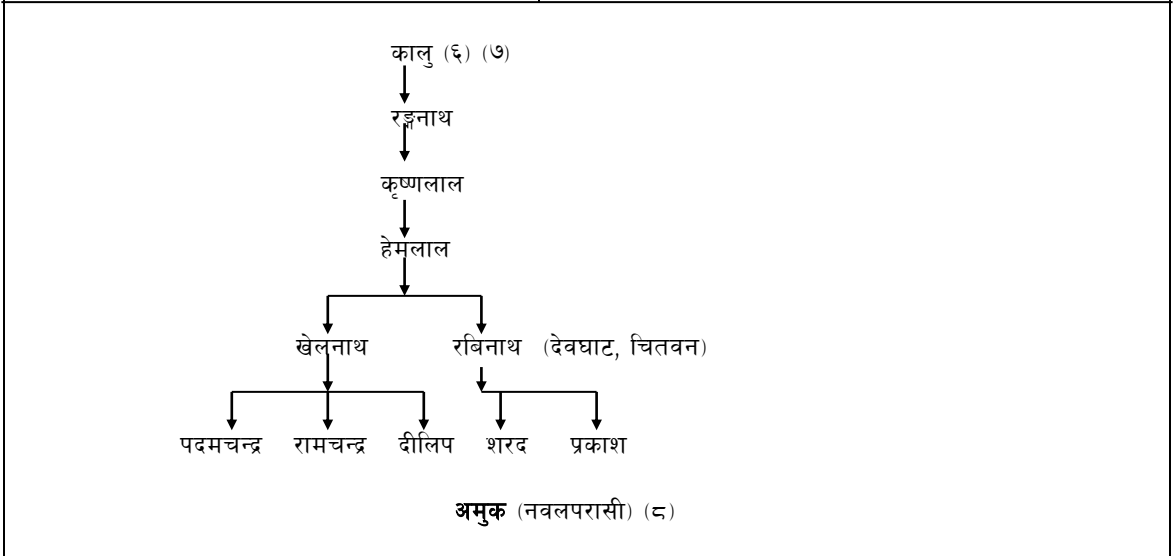 कालु (६) (७)
रङ्गनाथ
कृष्णलाल
हेमलाल
खेलनाथ रबिनाथ (देवघाट, चितवन)
पदमचन्द्र रामचन्द्र दीलिप शरद प्रकाश
अमुक (नवलपरासी) (८)